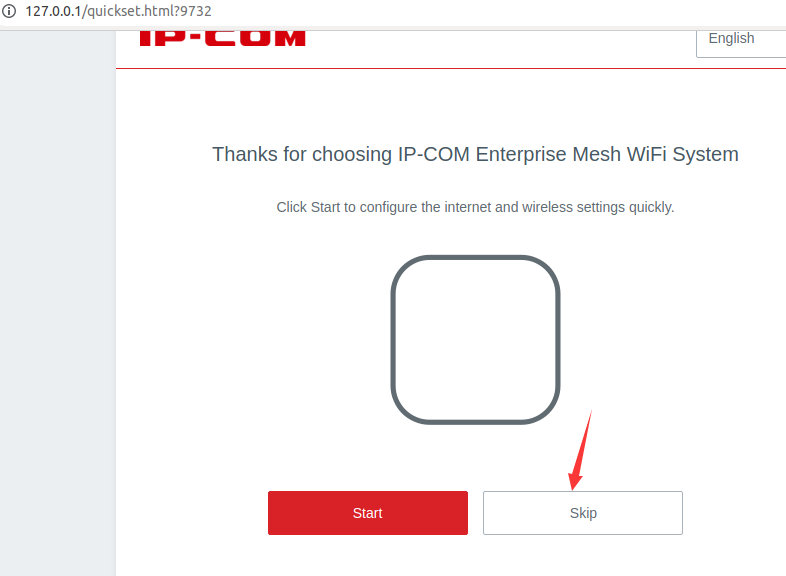 127.0.0.1/quickset.html?9732
IP-COM
English
Thanks for choosing IP-COM Enterprise Mesh WiFi System
Click Start to configure the internet and wireless settings quickly.
Start
Skip